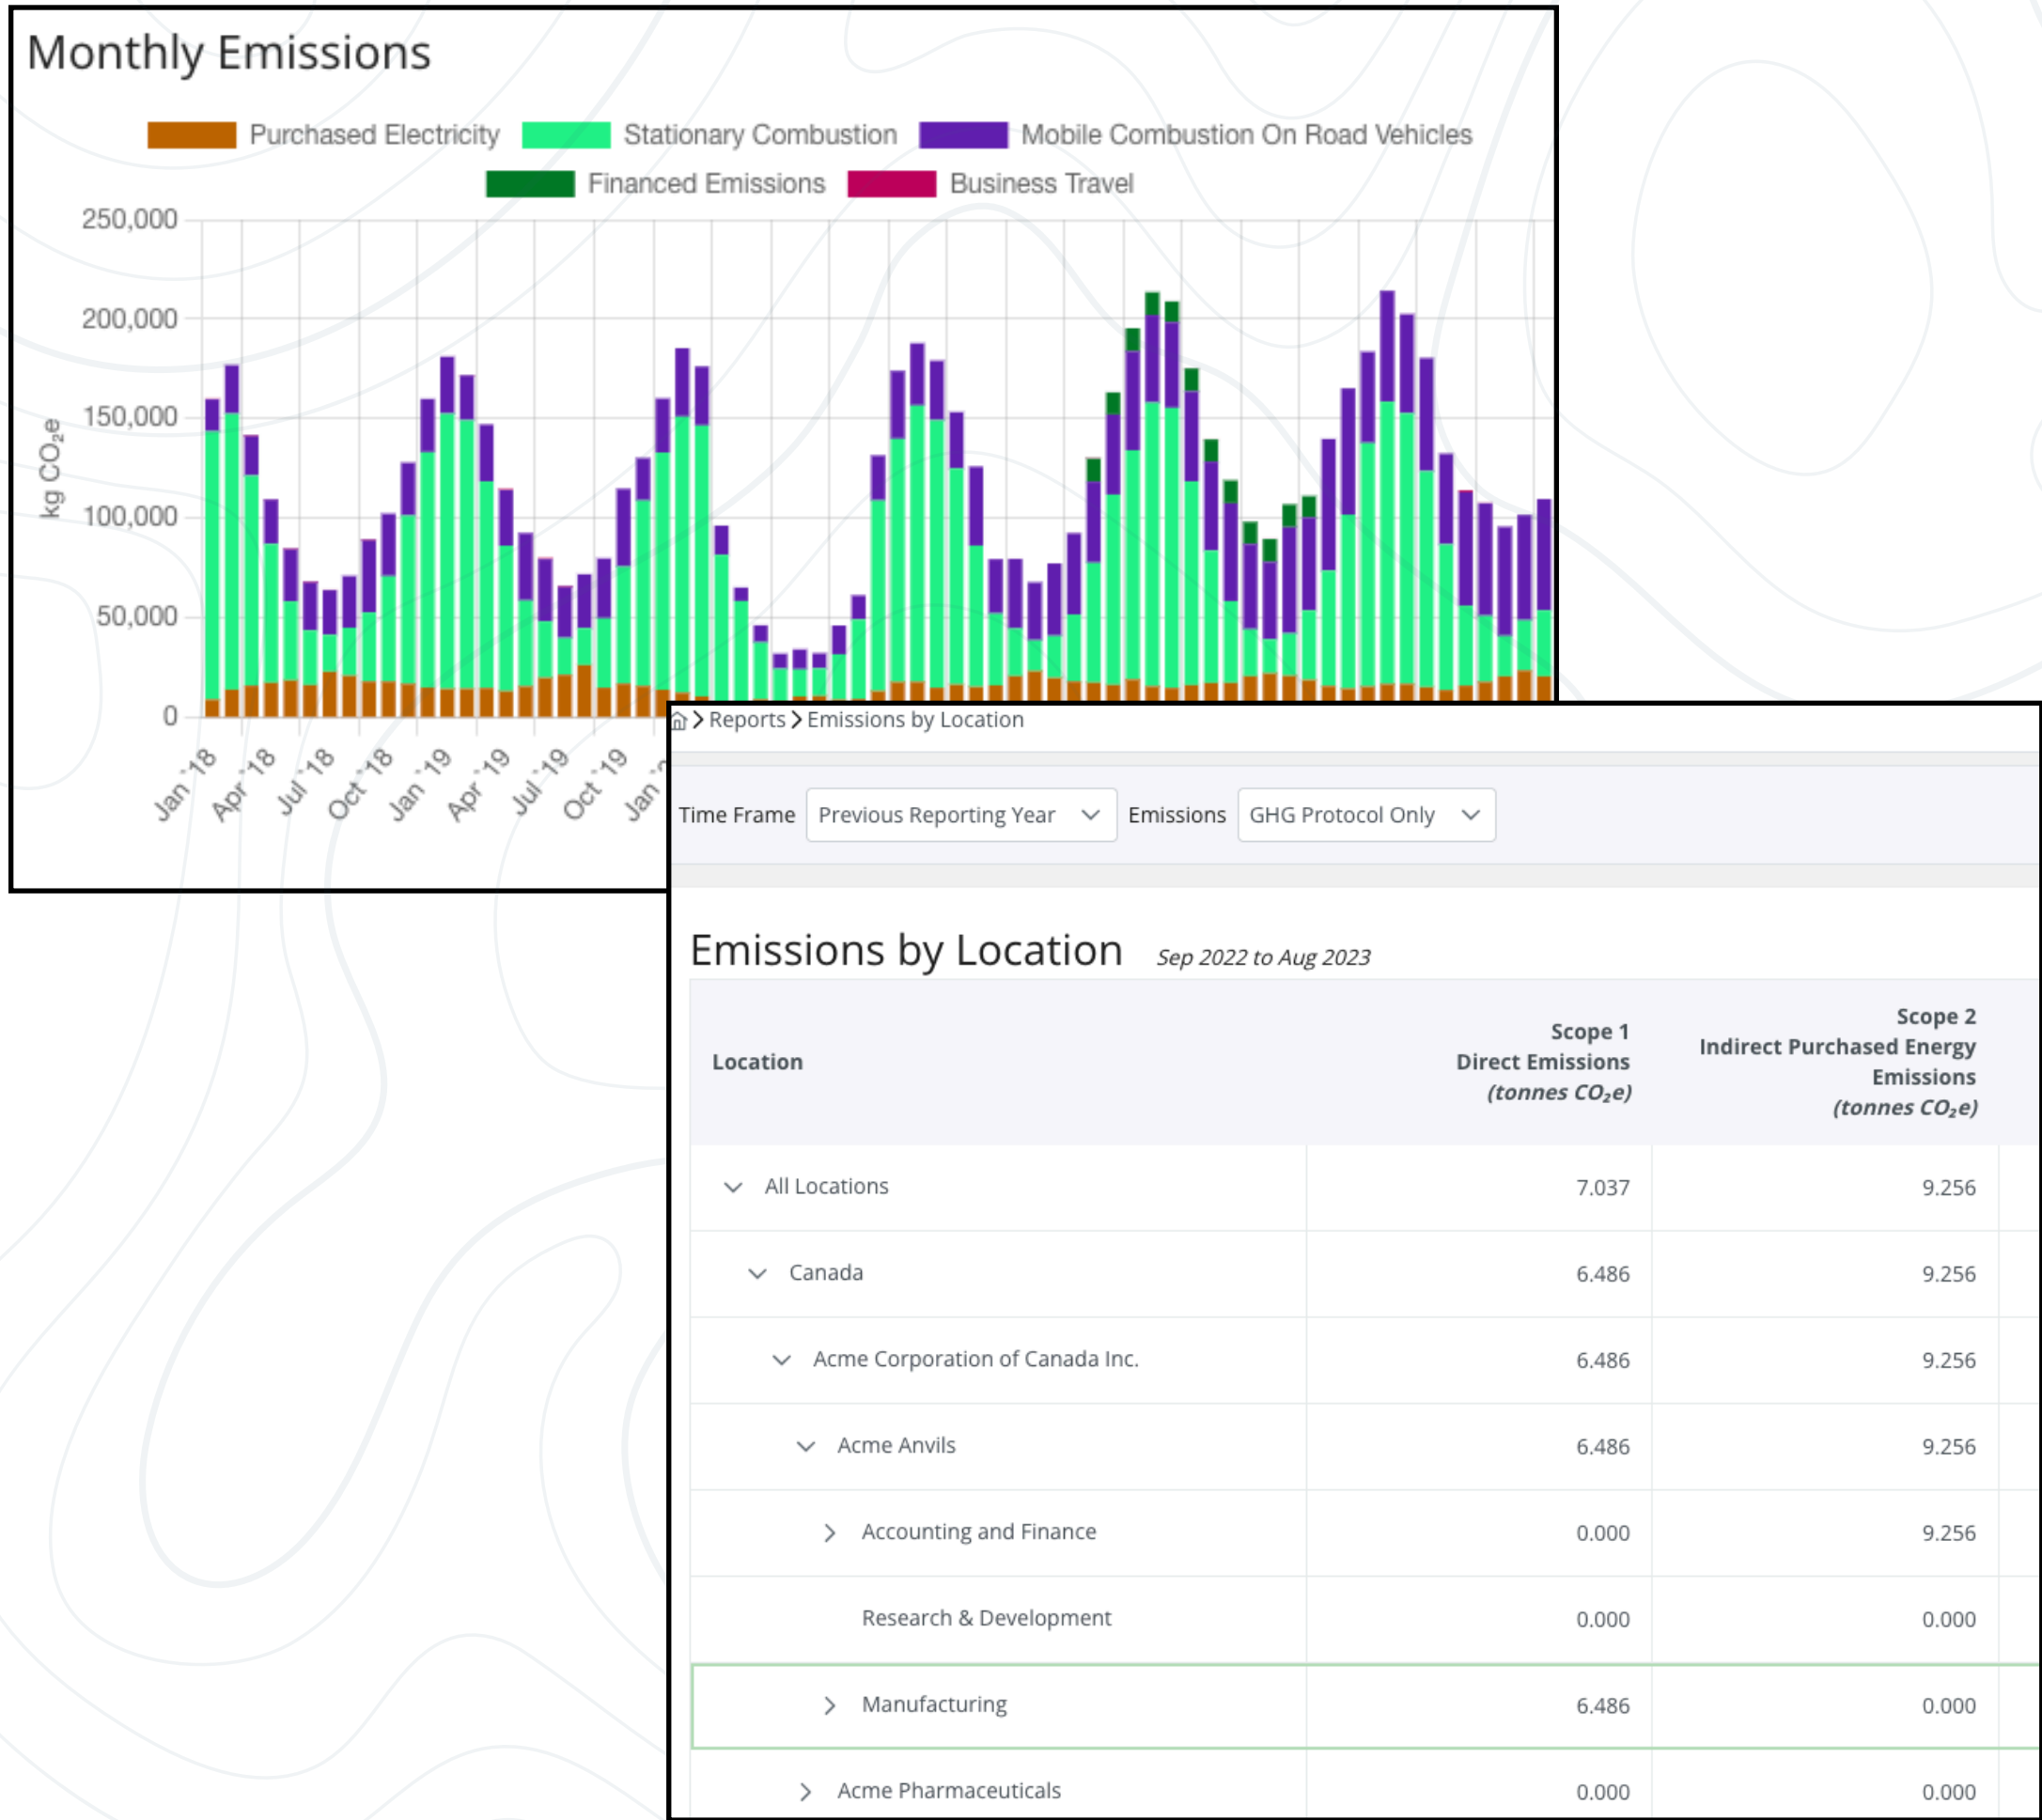 Monthly Emissions
Purchased Electricity Stationary Combustion Mobile Combustion On Road Vehicles
Financed Emissions Business Travel
250,000
200,000
150,000
100,000
50,000
0
kg CO₂e
Jan `18 Apr `18 Jul `18 Oct `18 Jan `19 Apr `19 Jul `19 Oct `19 Jan
Reports Emissions by Location
Time Frame Previous Reporting Year Emissions GHG Protocol Only
Emissions by Location Sep 2022 to Aug 2023
Location
Scope 1
Direct Emissions
(tonnes CO₂e)
Scope 2
Indirect Purchased Energy
Emissions
(tonnes CO₂e)
All Locations 7.037 9.256
Canada 6.486 9.256
Acme Corporation of Canada Inc. 6.486 9.256
Acme Anvils 6.486 9.256
Accounting and Finance 0.000 9.256
Research & Development 0.000 0.000
Manufacturing 6.486 0.000
Acme Pharmaceuticals 0.000 0.000